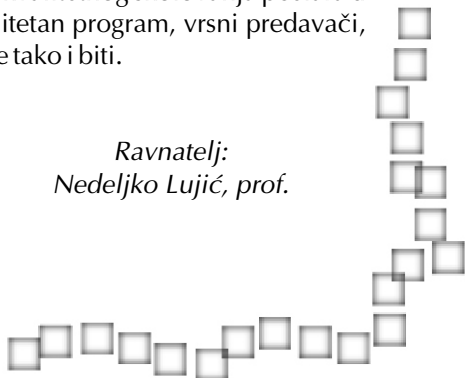 itetan program, vrsni predavači,
e tako i biti.
Ravnatelj:
Nedeljko Lujić, prof.